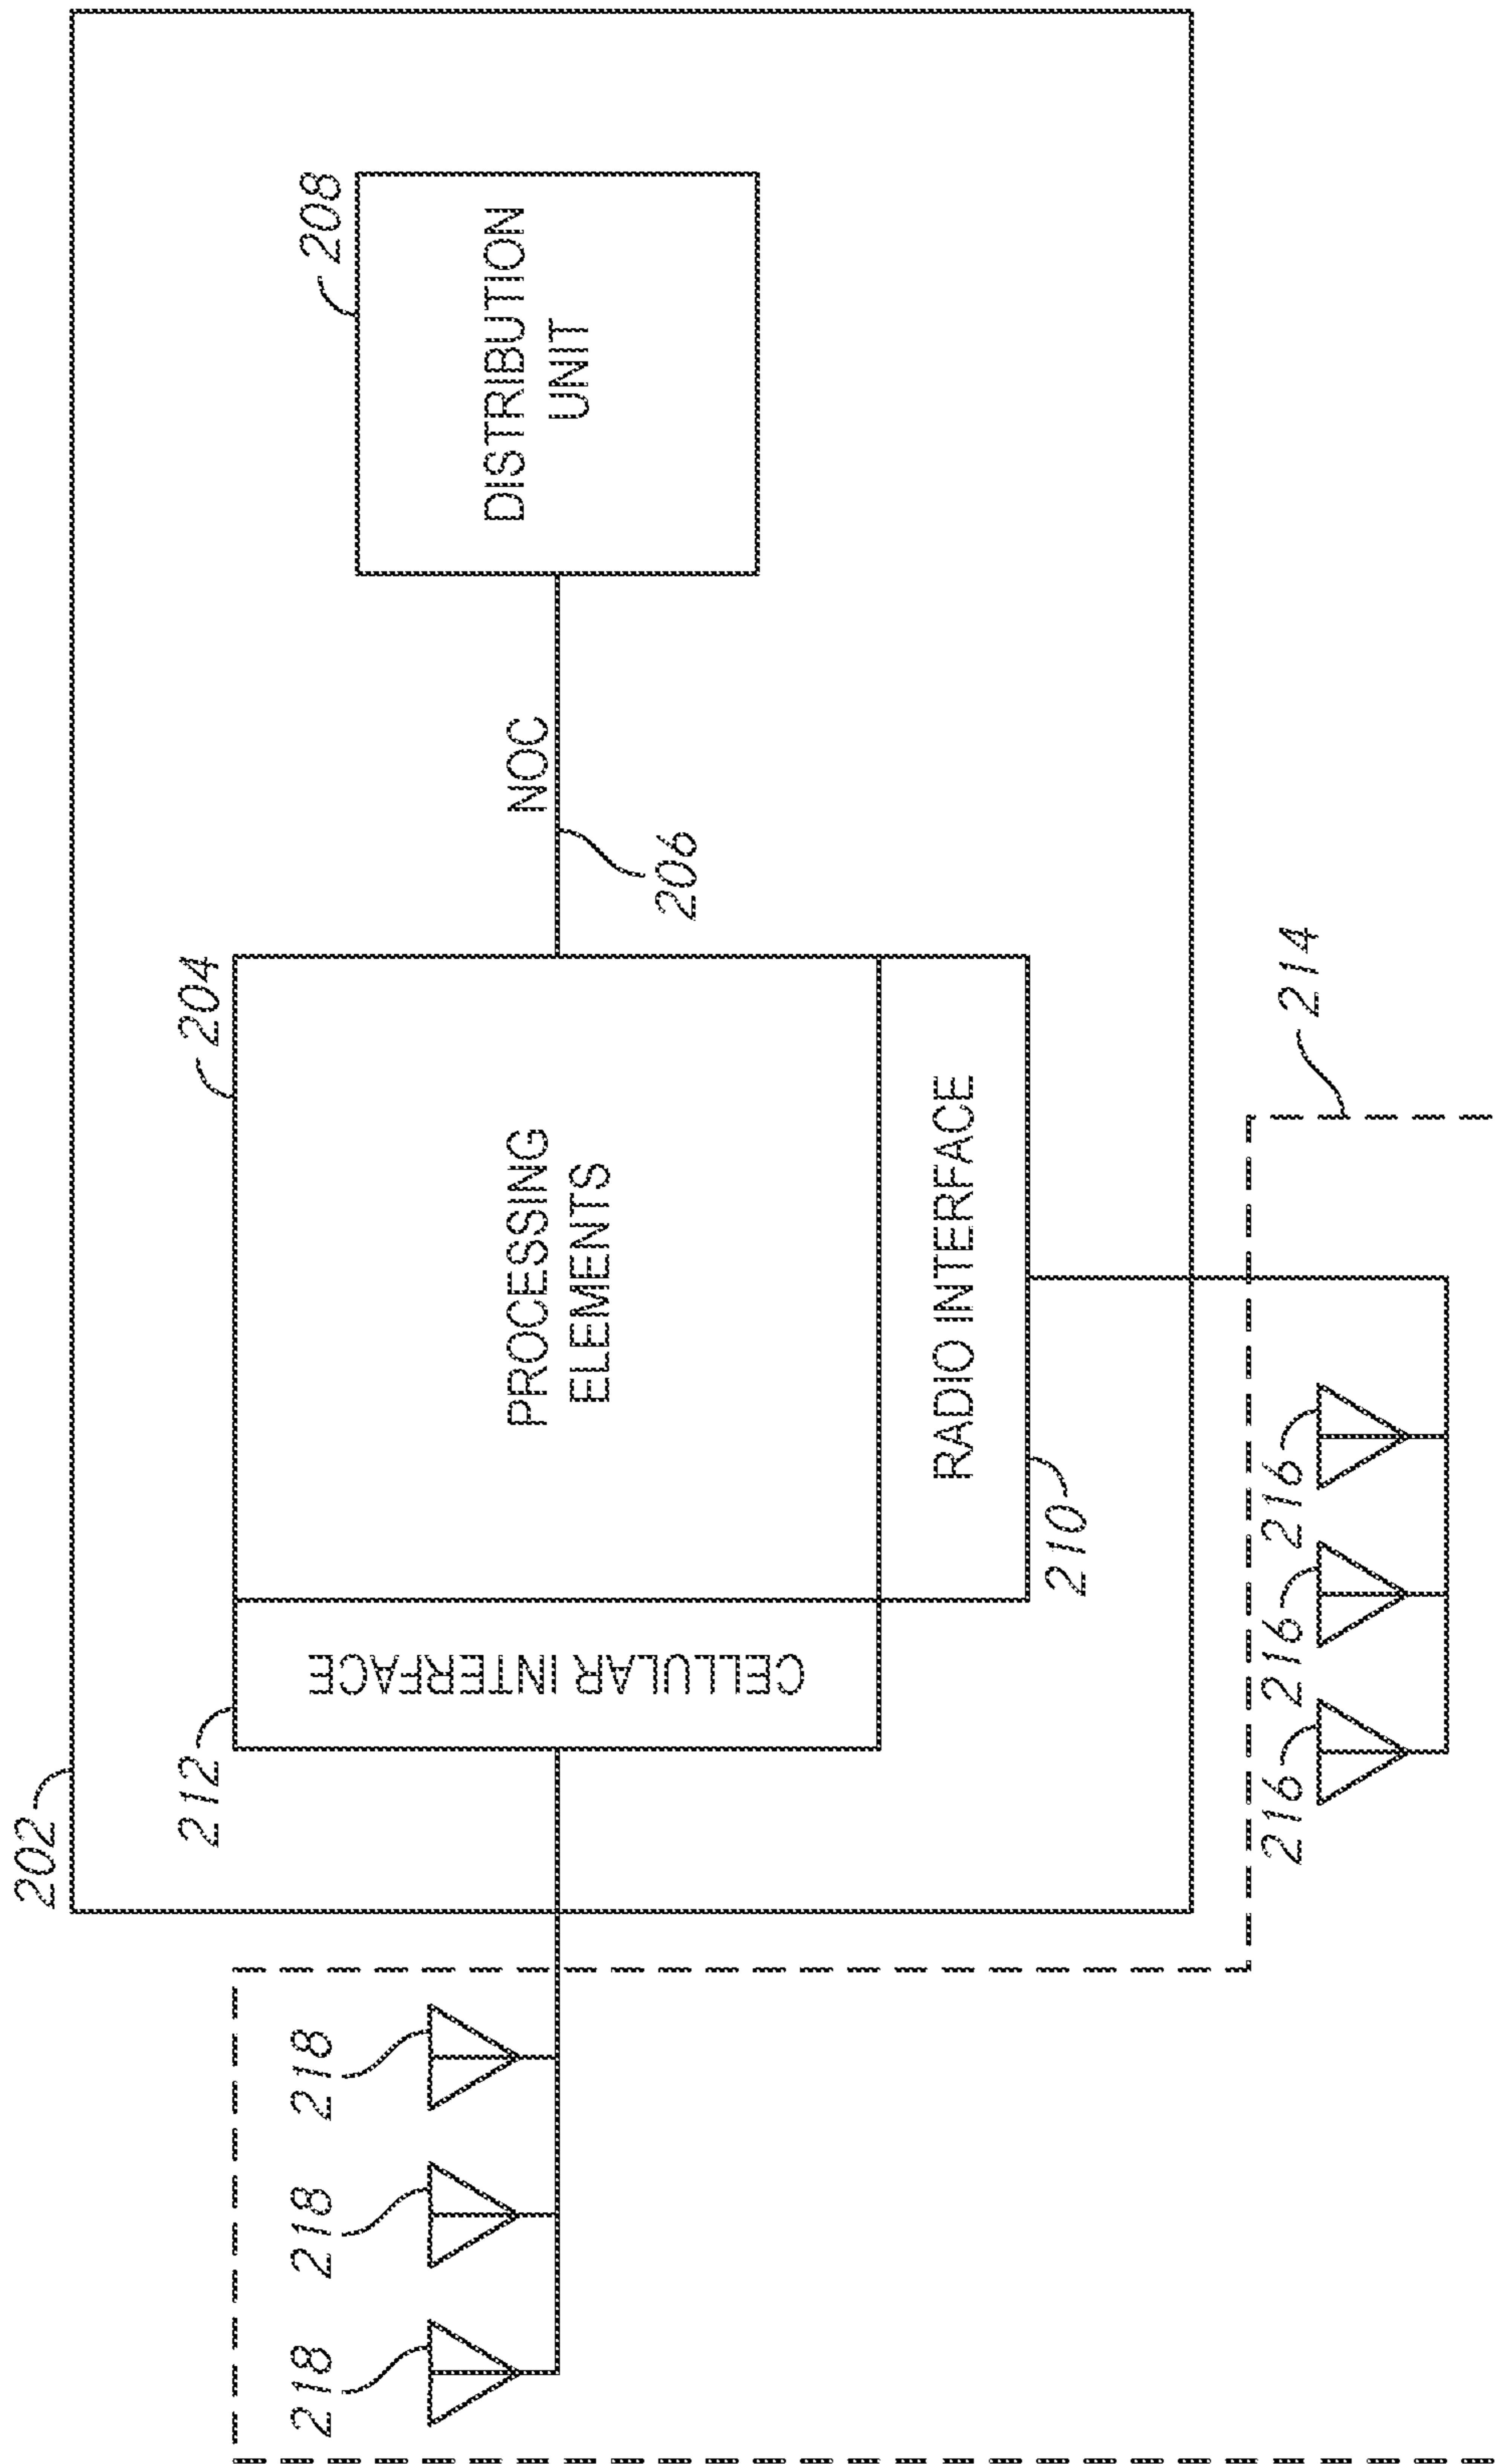 202
212
204
208
CELLULAR INTERFACE
PROCESSING
ELEMENTS
NOC
206
DISTRIBUTION
UNIT
RADIO INTERFACE
210
218
218
218
214
216
216
216